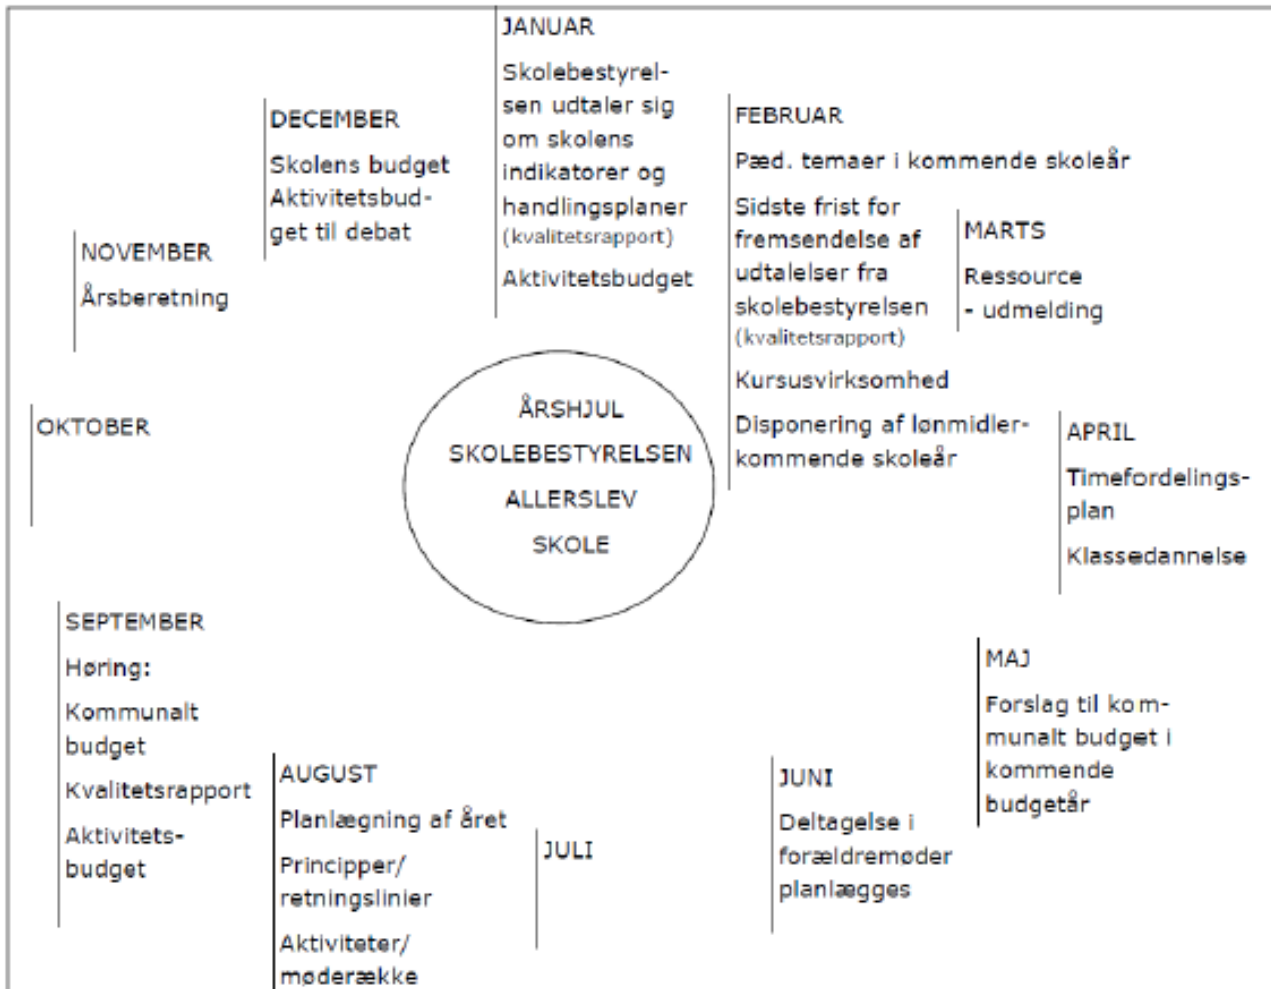 JANUAR
Skolebestyrel-
sen udtaler sig
om skolens
indikatorer og
handlingsplaner
(kvalitetsrapport)
Aktivitetsbudget
FEBRUAR
Pæd. temaer i kommende skoleår
Sidste frist for
fremsendelse af
udtalelser fra
skolebestyrelsen
(kvalitetsrapport)
Kursusvirksomhed
Disponering af lønmidler-
kommende skoleår
MARTS
Ressource
- udmelding
APRIL
Timefordelings-
plan
Klassedannelse
MAJ
Forslag til kom-
munalt budget i
kommende
budgetår
JUNI
Deltagelse i
forældremøder
planlægges
JULI
AUGUST
Planlægning af året
Principper/
retningslinier
Aktiviteter/
møderække
SEPTEMBER
Høring:
Kommunalt
budget
Kvalitetsrapport
Aktivitets-
budget
OKTOBER
NOVEMBER
Årsberetning
DECEMBER
Skolens budget
Aktivitetsbud-
get til debat
ÅRSHJUL
SKOLEBESTYRELSEN
ALLERSLEV
SKOLE